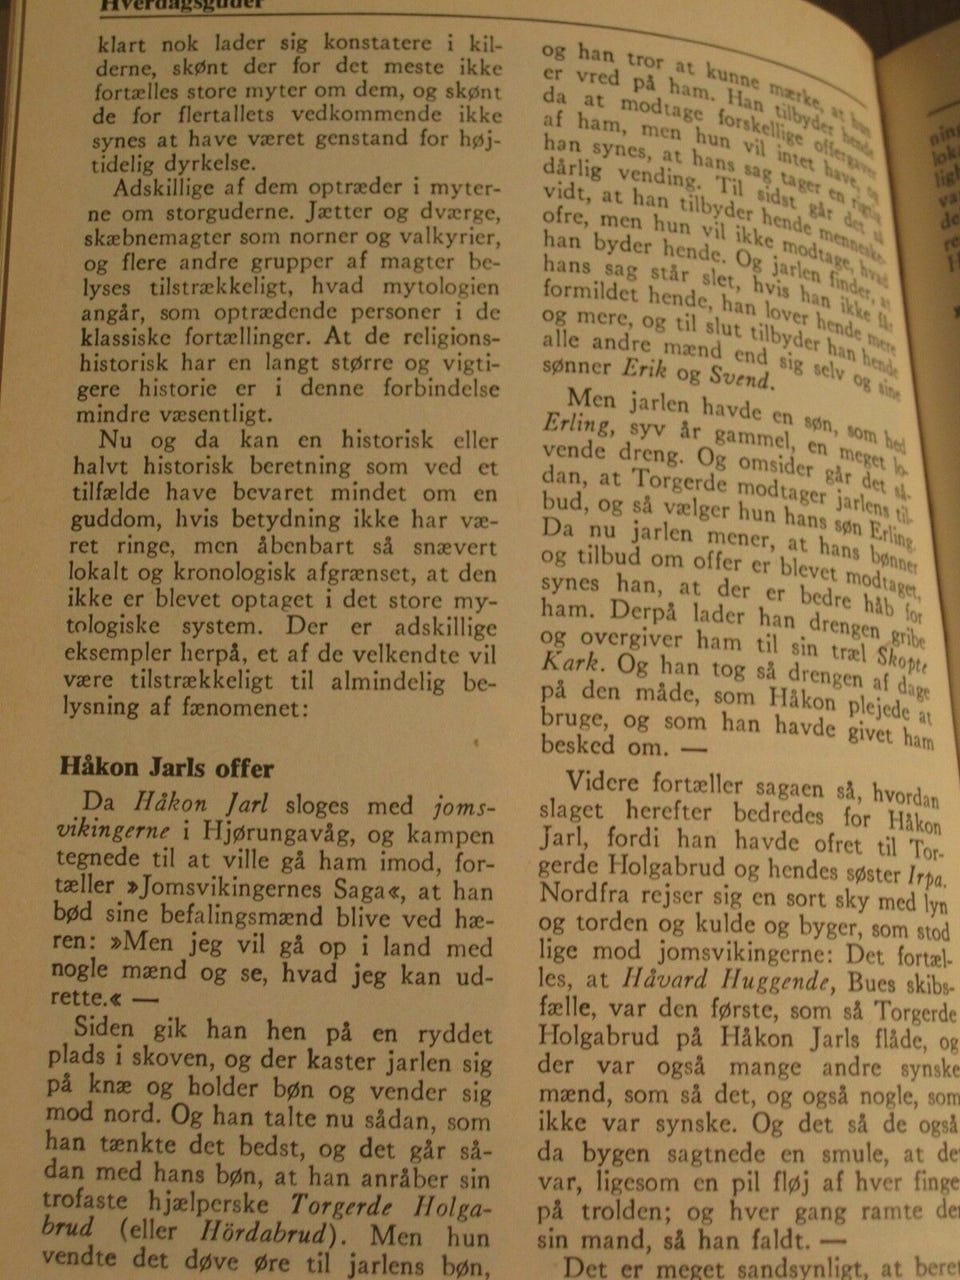 Hverdagsguder
klart nok lader sig konstatere i kil-
derne, skønt der for det meste ikke
fortælles store myter om dem, og skønt
de for flertallets vedkommende ikke
synes at have været genstand for høj-
tidelig dyrkelse.
Adskillige af dem optræder i myter-
ne om storguderne. Jætter og dværge,
skæbnemagter som norner og valkyrier,
og flere andre grupper af magter be-
lyses tilstrækkeligt, hvad mytologien
angår, som optrædende personer i de
klassiske fortællinger. At de religions-
historisk har en langt større og vigti-
gere historie er i denne forbindelse
mindre væsentligt.
Nu og da kan en historisk eller
halvt historisk beretning som ved et
tilfælde have bevaret mindet om en
guddom, hvis betydning ikke har væ-
ret ringe, men åbenbart så snævert
lokalt og kronologisk afgrænset, at den
ikke er blevet optaget i det store my-
tologiske system. Der er adskillige
eksempler herpå, et af de velkendte vil
være tilstrækkeligt til almindelig be-
lysning af fænomenet:
Håkon Jarls offer
Da Håkon Jarl sloges med joms-
vikingerne i Hjørungavåg, og kampen
tegnede til at ville gå ham imod, for-
tæller »Jomsvikingernes Saga«, at han
bød sine befalingsmænd blive ved hæ-
ren: »Men jeg vil gå op i land med
nogle mænd og se, hvad jeg kan ud-
rette.« —
Siden gik han hen på en ryddet
plads i skoven, og der kaster jarlen sig
på knæ og holder bøn og vender sig
mod nord. Og han talte nu sådan, som
han tænkte det bedst, og det går så-
dan med hans bøn, at han anråber sin
trofaste hjælperske Torgerde Holga-
brud (eller Hördabrud). Men hun
vendte det døve øre til jarlens bøn,
og han tror at kunne mærke, at hun
er vred på ham. Han tilbyder hende
da at modtage forskellige offergaver
af ham, men hun vil intet have, og
han synes, at hans sag tager en rigtig
dårlig vending. Til sidst går det så
vidt, at han tilbyder hende menneske-
ofre, men hun vil ikke modtage, hvad
han byder hende. Og jarlen finder, at
hans sag står slet, hvis han ikke får
formildet hende, han lover hende mere
og mere, og til slut tilbyder han hende
alle andre mænd end sig selv og sine
sønner Erik og Svend.
Men jarlen havde en søn, som hed
Erling, syv år gammel, en meget lo-
vende dreng. Og omsider går det så-
dan, at Torgerde modtager jarlens til-
bud, og så vælger hun hans søn Erling.
Da nu jarlen mener, at hans bønner
og tilbud om offer er blevet modtaget,
synes han, at der er bedre håb for
ham. Derpå lader han drengen gribe
og overgiver ham til sin træl Skopte
Kark. Og han tog så drengen af dage
på den måde, som Håkon plejede at
bruge, og som han havde givet ham
besked om. —
Videre fortæller sagaen så, hvordan
slaget herefter bedredes for Håkon
Jarl, fordi han havde ofret til Tor-
gerde Holgabrud og hendes søster Irpa.
Nordfra rejser sig en sort sky med lyn
og torden og kulde og byger, som stod
lige mod jomsvikingerne: Det fortæl-
les, at Håvard Huggende, Bues skibs-
fælle, var den første, som så Torgerde
Holgabrud på Håkon Jarls flåde, og
der var også mange andre synske
mænd, som så det, og også nogle, som
ikke var synske. Og det så de også
da bygen sagtnede en smule, at de
var, ligesom en pil fløj af hver finge
på trolden; og hver gang ramte de
sin mand, så han faldt. —
Det er meget sandsynligt, at bere